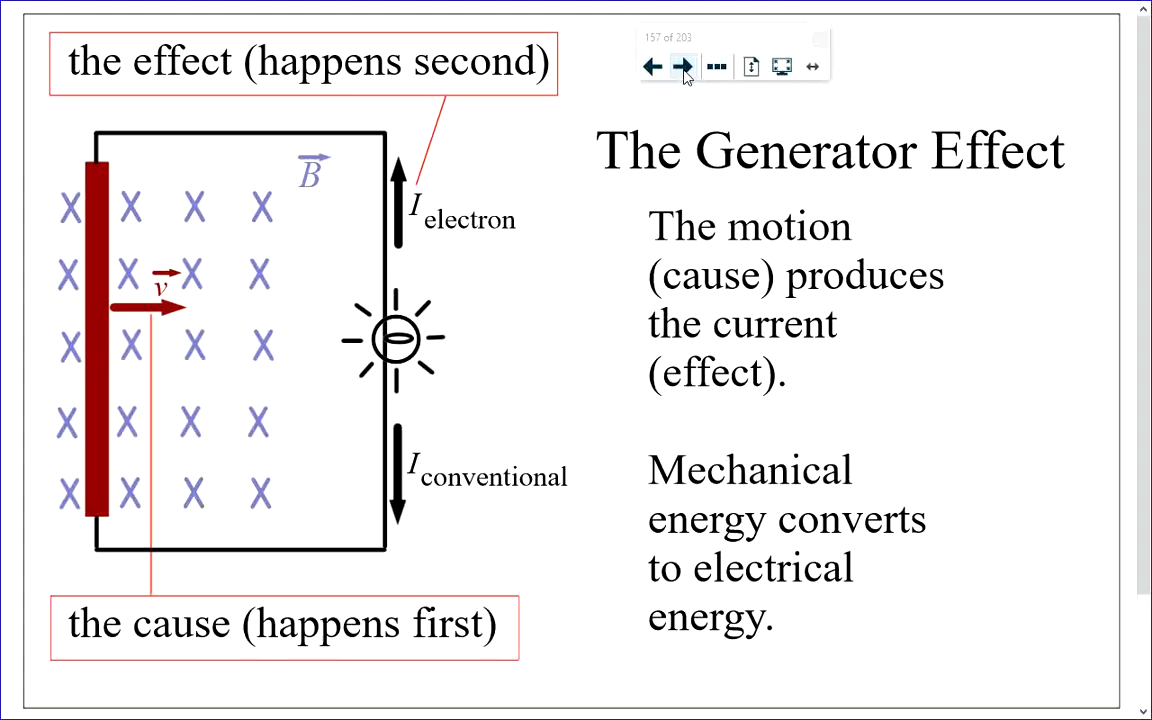 the effect (happens second)
157 of 203
The Generator Effect
B
I electron
v
I conventional
the cause (happens first)
The motion
(cause) produces
the current
(effect).
Mechanical
energy converts
to electrical
energy.